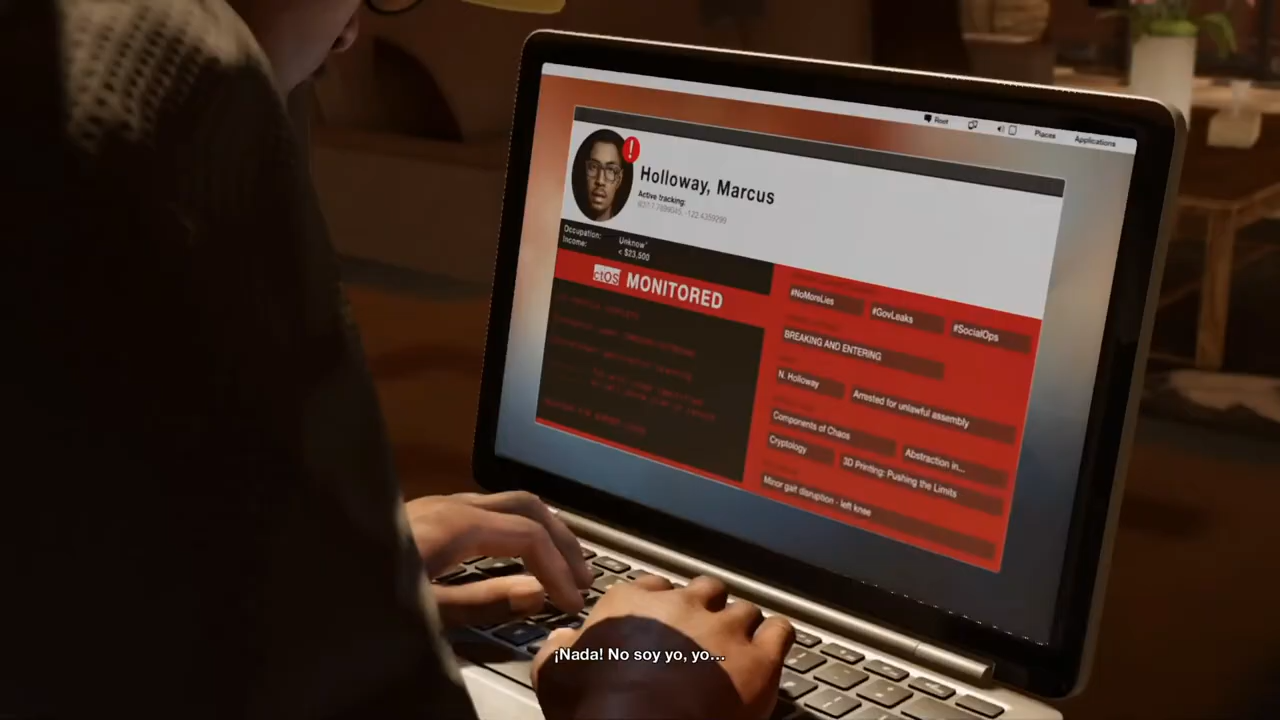 Root
Places
Applications
Holloway, Marcus
Active tracking:
Occupation: Unknow*
Income: < $23,500
ctOS MONITORED
#NoMoreLies
#GovLeaks
#SocialOps
BREAKING AND ENTERING
N. Holloway
Arrested for unlawful assembly
Components of Chaos
Abstraction in...
Cryptology
3D Printing: Pushing the Limits
Minor gait disruption - left knee
¡Nada! No soy yo, yo...